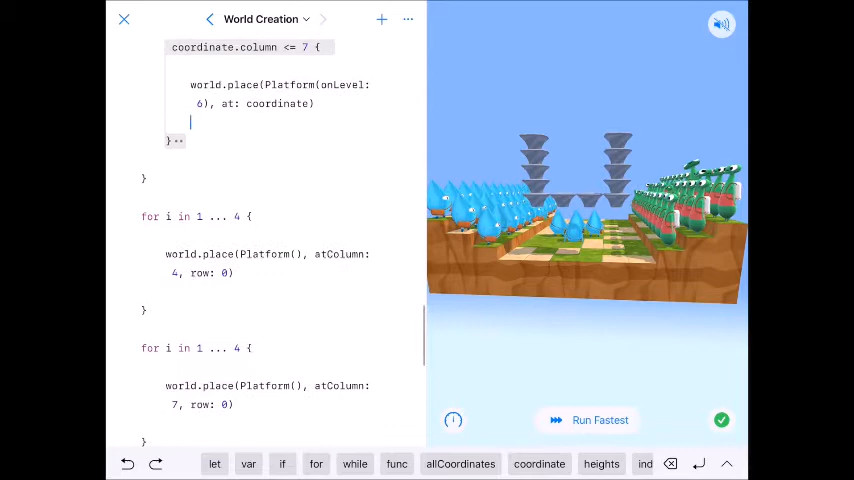 World Creation
coordinate.column <= 7 {
world.place(Platform(onLevel:
6), at: coordinate)
}
}
for i in 1 ... 4 {
world.place(Platform(), atColumn:
4, row: 0)
}
for i in 1 ... 4 {
world.place(Platform(), atColumn:
7, row: 0)
}
Run Fastest
let var if for while func allCoordinates coordinate heights ind